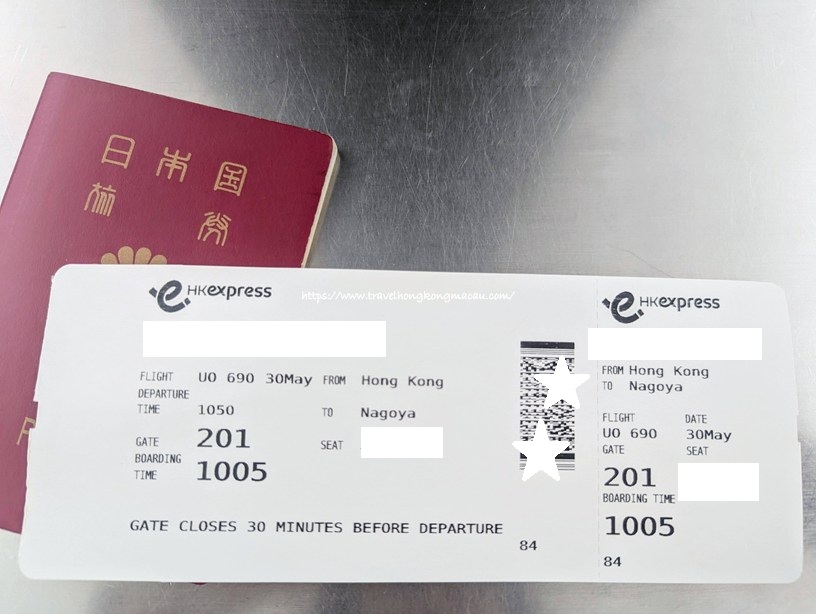 日本国
旅券
HKexpress
https://www.travelhongkongmacau.com/
FLIGHT UO 690 30May FROM Hong Kong
DEPARTURE
TIME 1050 TO Nagoya
GATE 201 SEAT
BOARDING
TIME 1005
GATE CLOSES 30 MINUTES BEFORE DEPARTURE
84
HKexpress
FROM Hong Kong
TO Nagoya
FLIGHT DATE
UO 690 30May
GATE SEAT
201
BOARDING TIME
1005
84